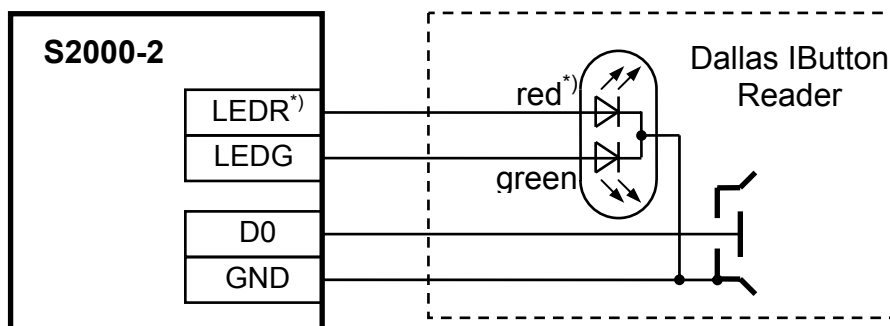 S2000-2
Dallas IButton
Reader
LEDR*)
red*)
LEDG
green
D0
GND